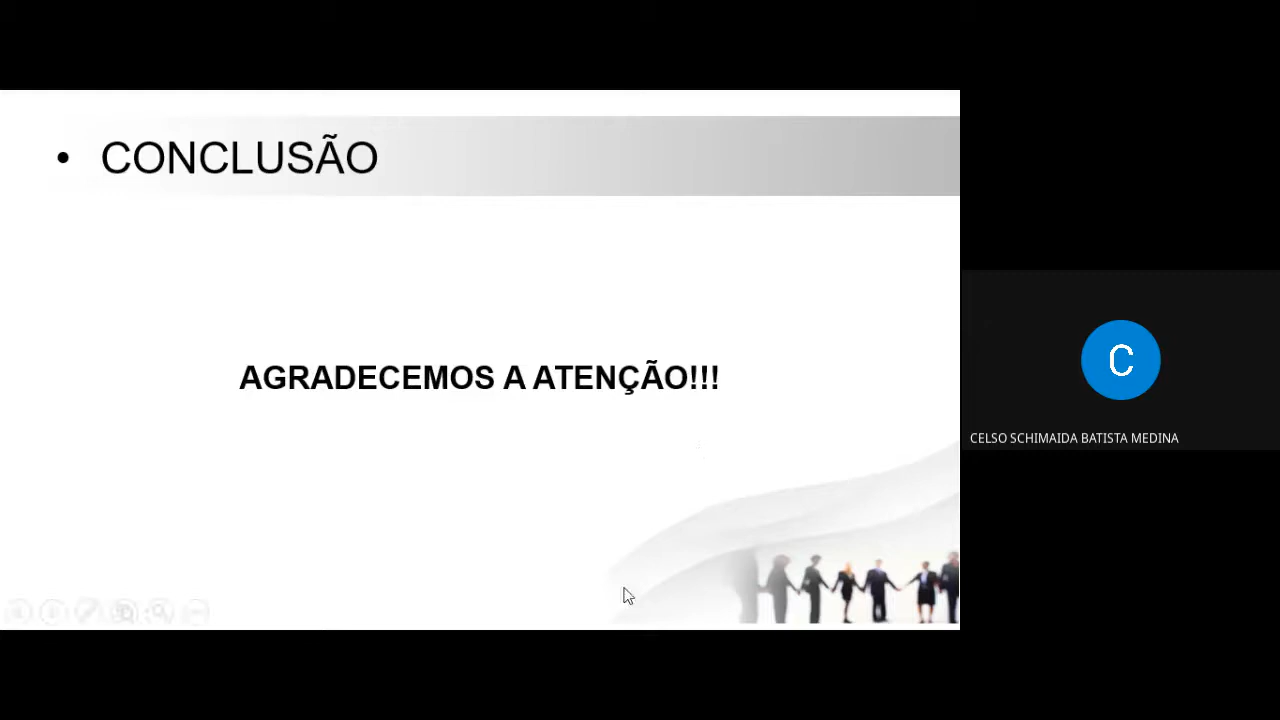 • CONCLUSÃO
AGRADECEMOS A ATENÇÃO!!!
C
CELSO SCHIMAIDA BATISTA MEDINA